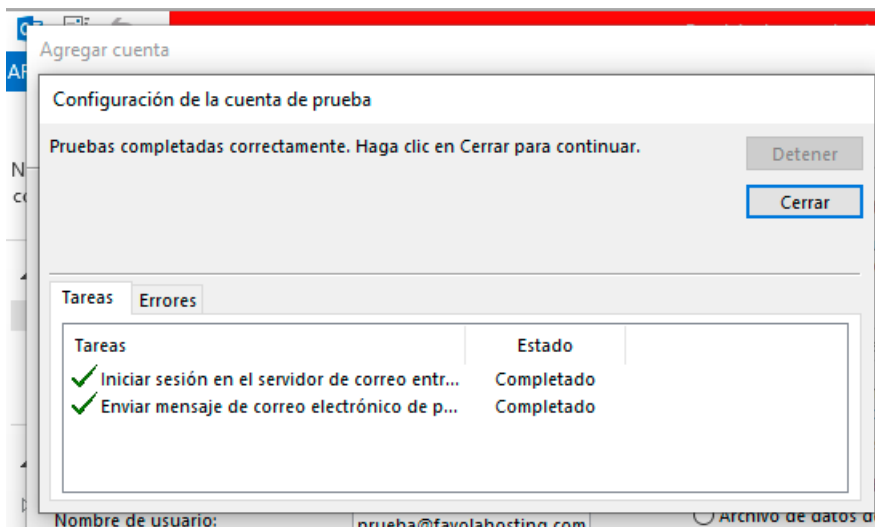 Agregar cuenta
Configuración de la cuenta de prueba
Pruebas completadas correctamente. Haga clic en Cerrar para continuar.
Detener
Cerrar
Tareas Errores
Tareas Estado
Iniciar sesión en el servidor de correo entr... Completado
Enviar mensaje de correo electrónico de p... Completado
Nombre de usuario: prueba@favolahosting.com Archivo de datos d